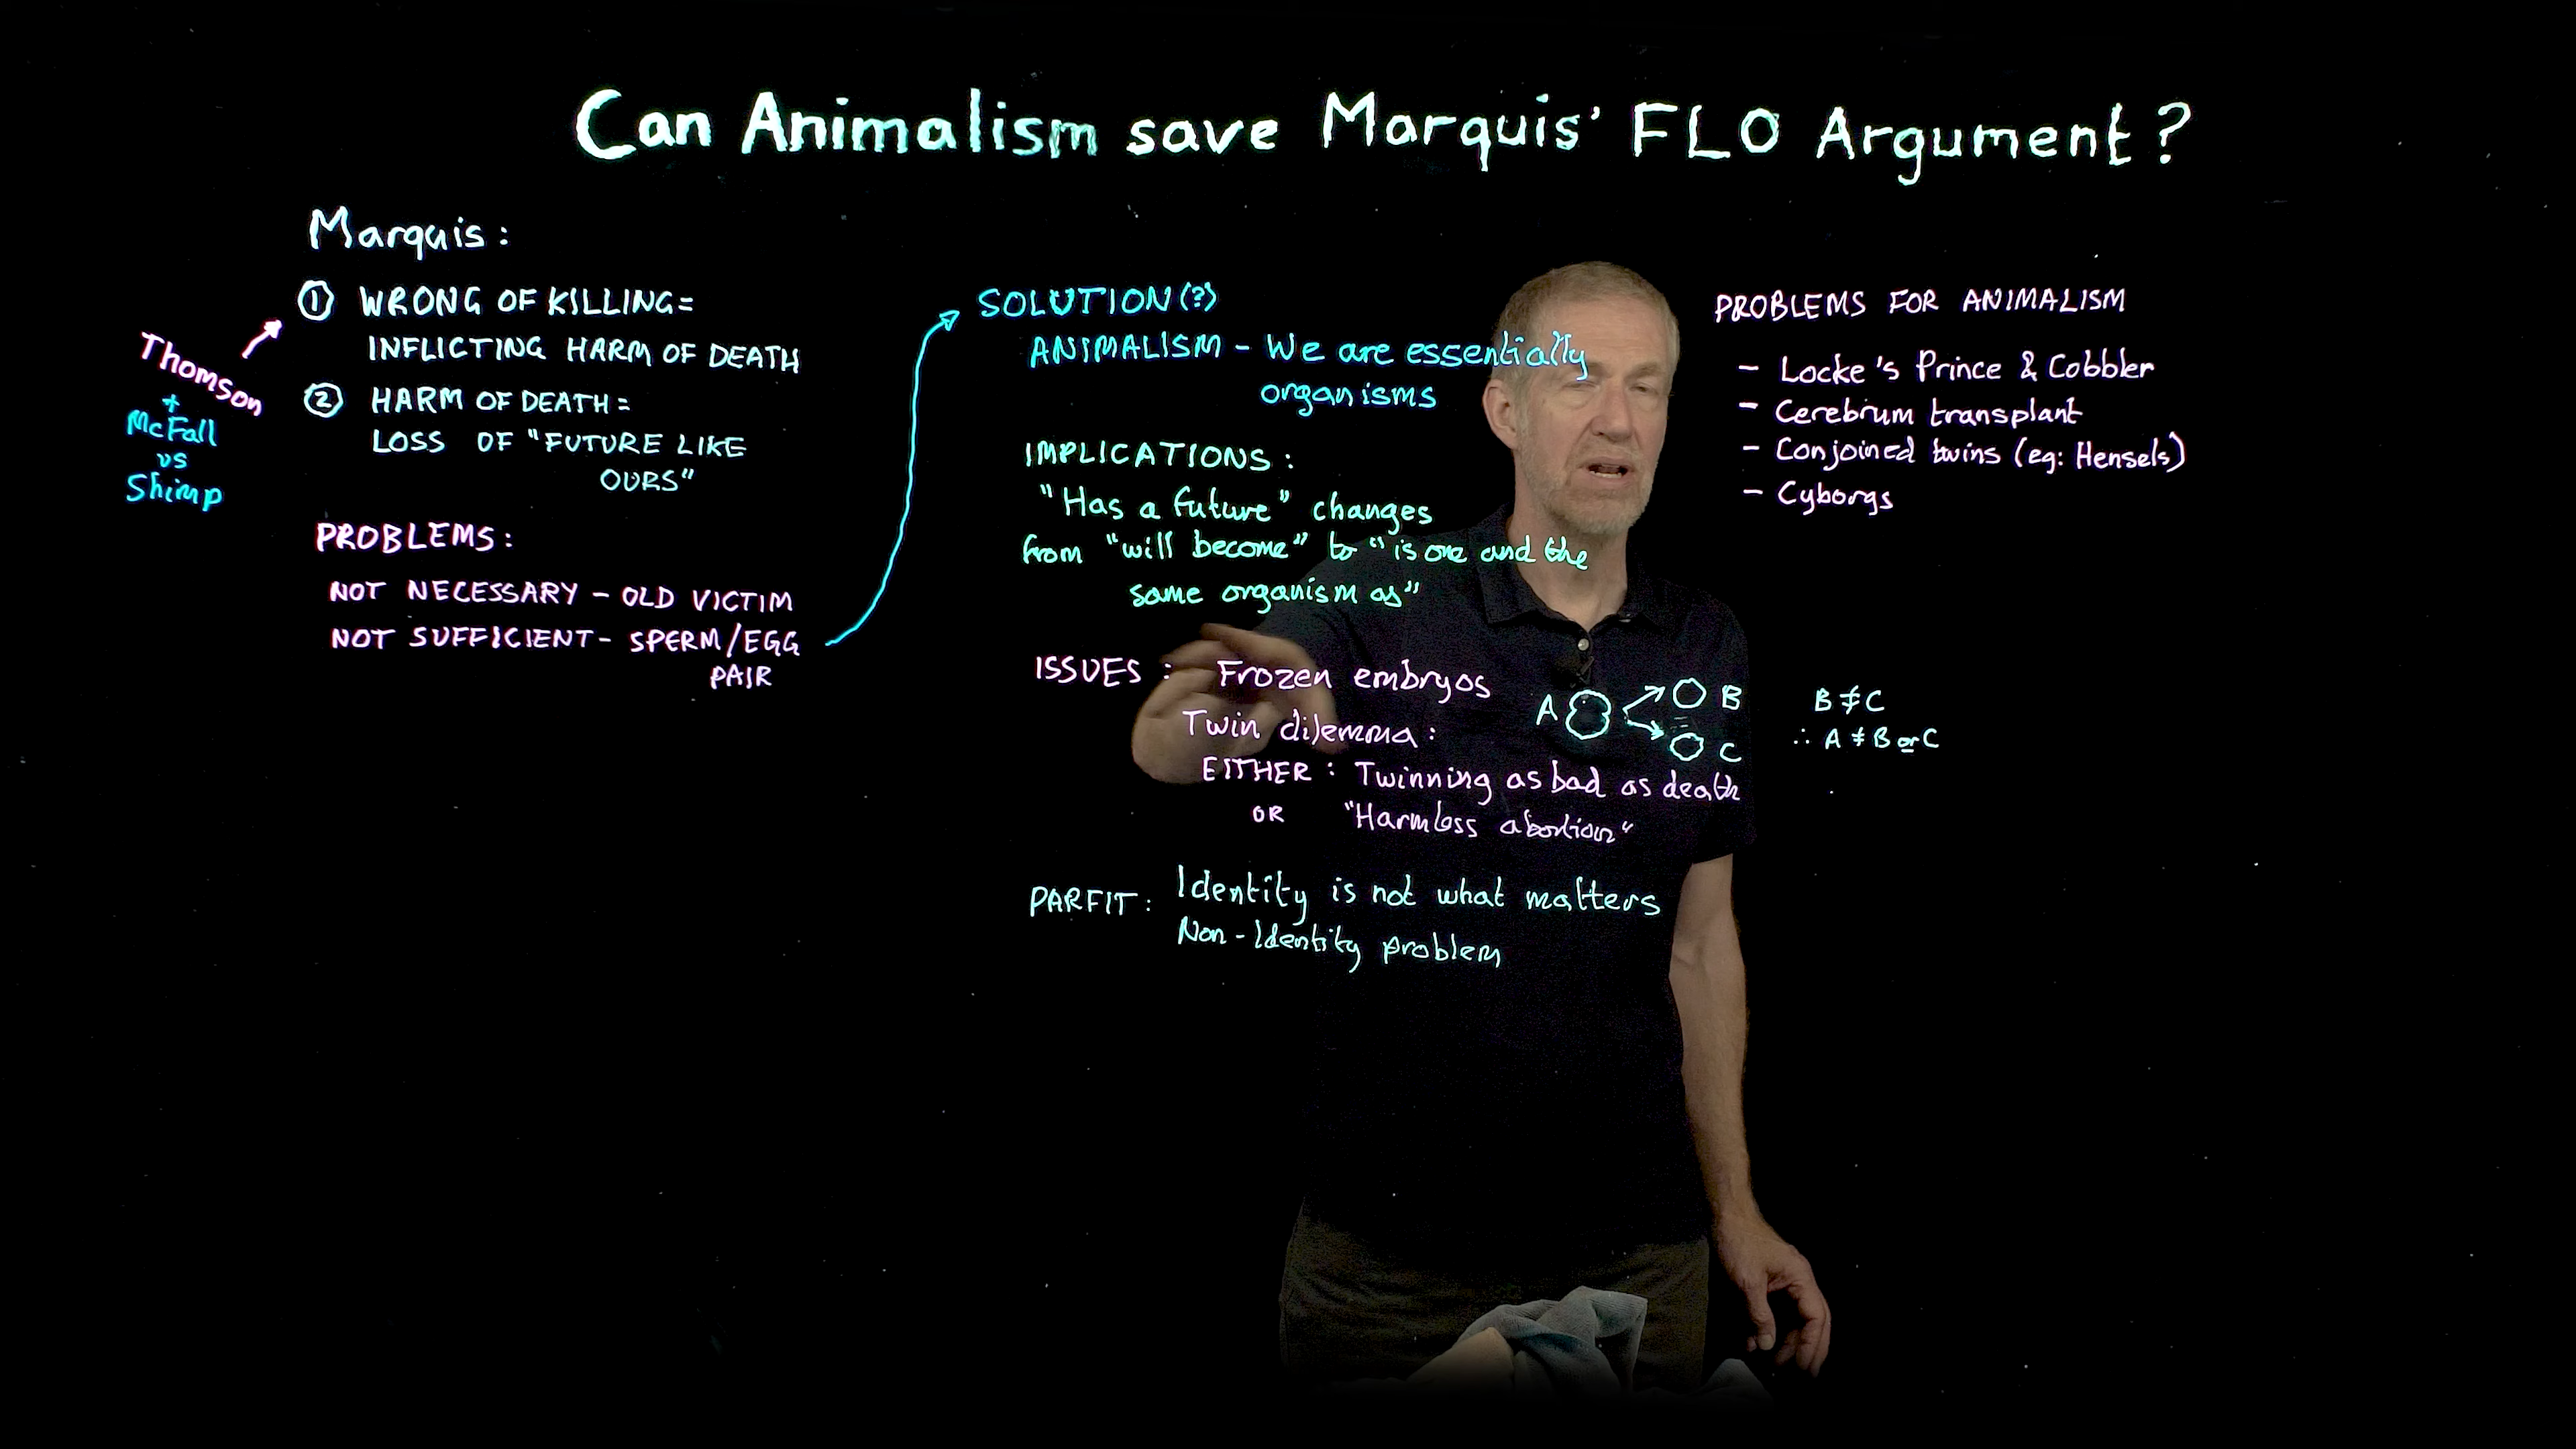 Can Animalism save Marquis' FLO Argument?
Marquis:
① WRONG OF KILLING=
INFLICTING HARM OF DEATH
② HARM OF DEATH =
LOSS OF "FUTURE LIKE
OURS"
Thomson
+
McFall
vs
Shimp
PROBLEMS:
NOT NECESSARY - OLD VICTIM
NOT SUFFICIENT - SPERM/EGG
PAIR
SOLUTION(?)
ANIMALISM - We are essentially
organisms
IMPLICATIONS:
"Has a future" changes
from "will become" to "is one and the
same organism as"
ISSUES: Frozen embryos
Twin dilemma:
EITHER: Twinning as bad as death
OR "Harmless abortion"
A
B
C
B ≠ C
∴ A ≠ B or C
PARFIT: Identity is not what matters
Non-Identity problem
PROBLEMS FOR ANIMALISM
- Locke's Prince & Cobbler
- Cerebrum transplant
- Conjoined twins (eg: Hensels)
- Cyborgs